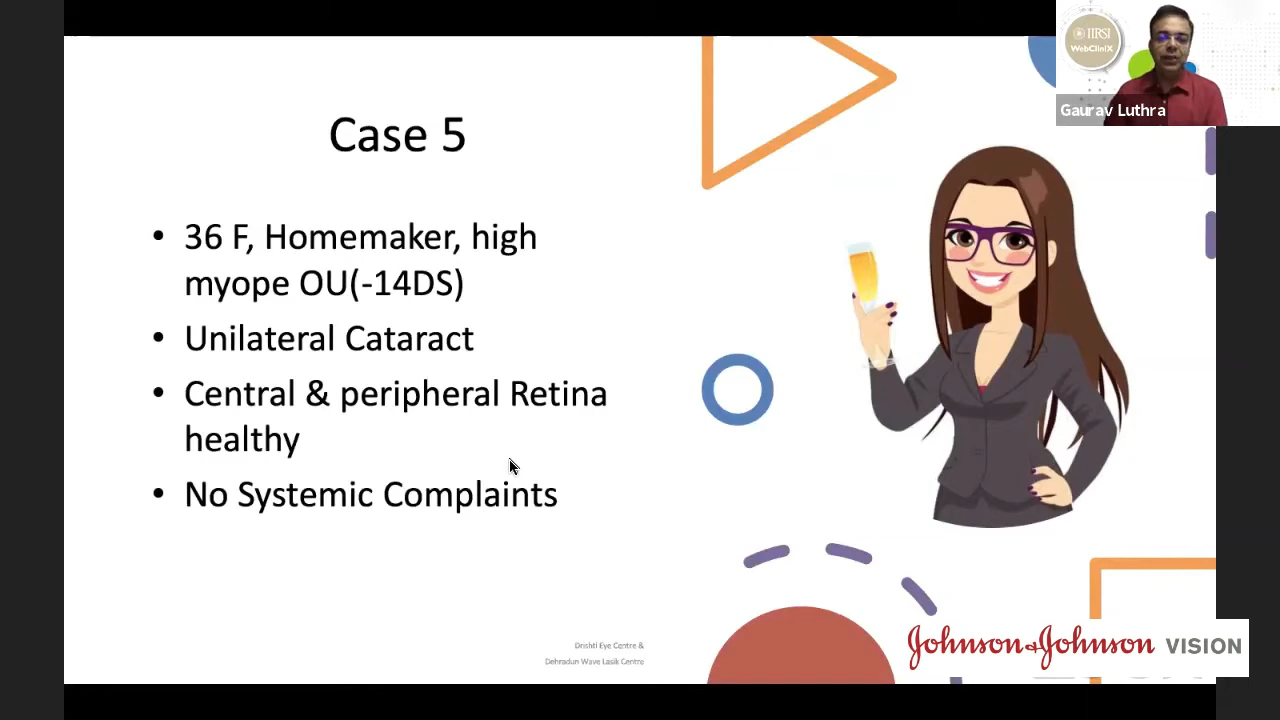 IIRSI
WebCliniX
Gaurav Luthra
Case 5
• 36 F, Homemaker, high
myope OU(-14DS)
• Unilateral Cataract
• Central & peripheral Retina
healthy
• No Systemic Complaints
Drishti Eye Centre &
Dehradun Wave Lasik Centre
Johnson & Johnson VISION